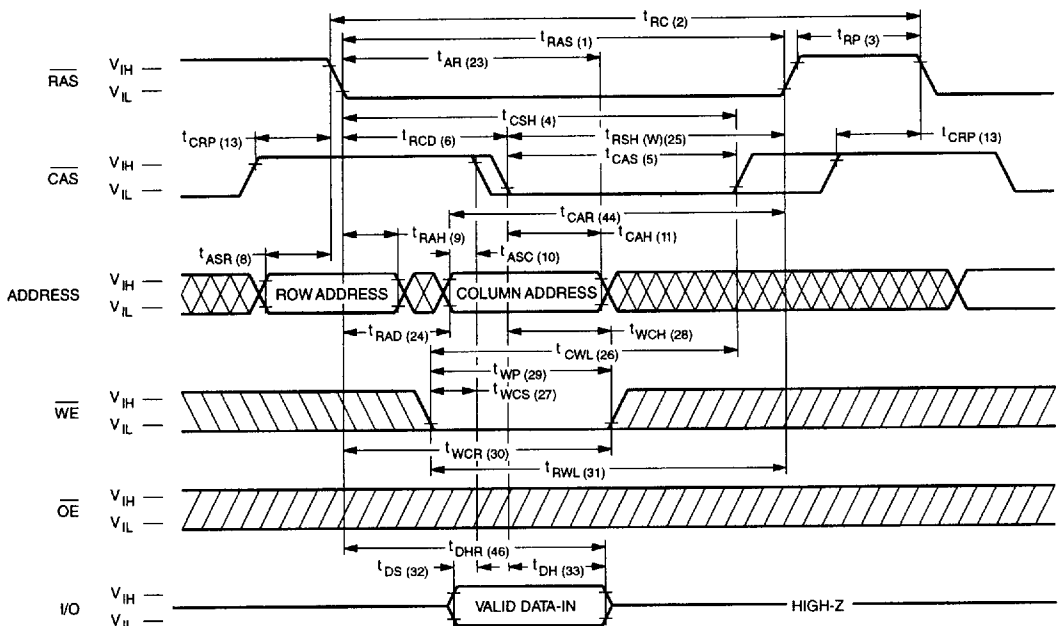 t RC (2)
t RAS (1)
t RP (3)
t AR (23)
RAS
V IH
V IL
t CSH (4)
t CRP (13)
t RCD (6)
t RSH (W)(25)
t CRP (13)
t CAS (5)
CAS
V IH
V IL
t CAR (44)
t RAH (9)
t CAH (11)
t ASR (8)
t ASC (10)
ADDRESS
V IH
V IL
ROW ADDRESS
COLUMN ADDRESS
t RAD (24)
t WCH (28)
t CWL (26)
t WP (29)
t WCS (27)
WE
V IH
V IL
t WCR (30)
t RWL (31)
OE
V IH
V IL
t DHR (46)
t DS (32)
t DH (33)
I/O
V IH
V IL
VALID DATA-IN
HIGH-Z